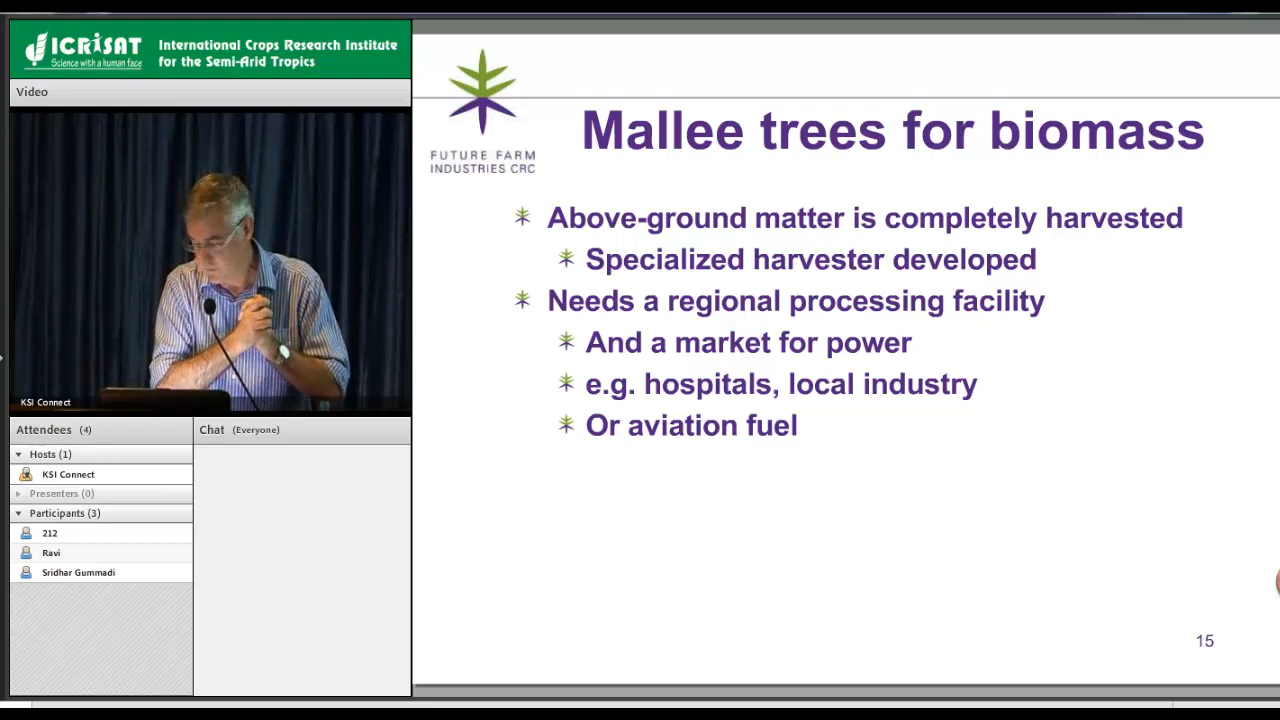 ICRISAT
Science with a human face
International Crops Research Institute
for the Semi-Arid Tropics
Video
KSI Connect
Attendees (4)
Hosts (1)
KSI Connect
Presenters (0)
Participants (3)
212
Ravi
Sridhar Gummadi
Chat (Everyone)
FUTURE FARM
INDUSTRIES CRC
Mallee trees for biomass
Above-ground matter is completely harvested
Specialized harvester developed
Needs a regional processing facility
And a market for power
e.g. hospitals, local industry
Or aviation fuel
15